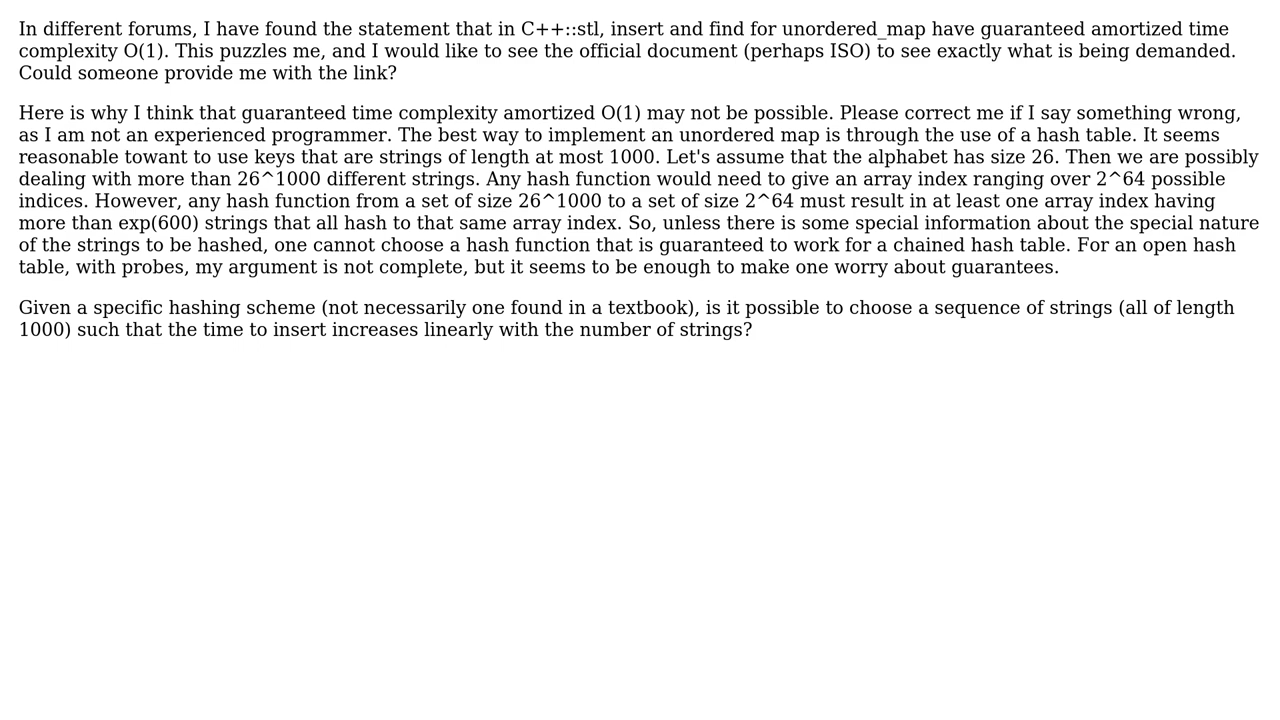 In different forums, I have found the statement that in C++::stl, insert and find for unordered_map have guaranteed amortized time
complexity O(1). This puzzles me, and I would like to see the official document (perhaps ISO) to see exactly what is being demanded.
Could someone provide me with the link?
Here is why I think that guaranteed time complexity amortized O(1) may not be possible. Please correct me if I say something wrong,
as I am not an experienced programmer. The best way to implement an unordered map is through the use of a hash table. It seems
reasonable towant to use keys that are strings of length at most 1000. Let's assume that the alphabet has size 26. Then we are possibly
dealing with more than 26^1000 different strings. Any hash function would need to give an array index ranging over 2^64 possible
indices. However, any hash function from a set of size 26^1000 to a set of size 2^64 must result in at least one array index having
more than exp(600) strings that all hash to that same array index. So, unless there is some special information about the special nature
of the strings to be hashed, one cannot choose a hash function that is guaranteed to work for a chained hash table. For an open hash
table, with probes, my argument is not complete, but it seems to be enough to make one worry about guarantees.
Given a specific hashing scheme (not necessarily one found in a textbook), is it possible to choose a sequence of strings (all of length
1000) such that the time to insert increases linearly with the number of strings?